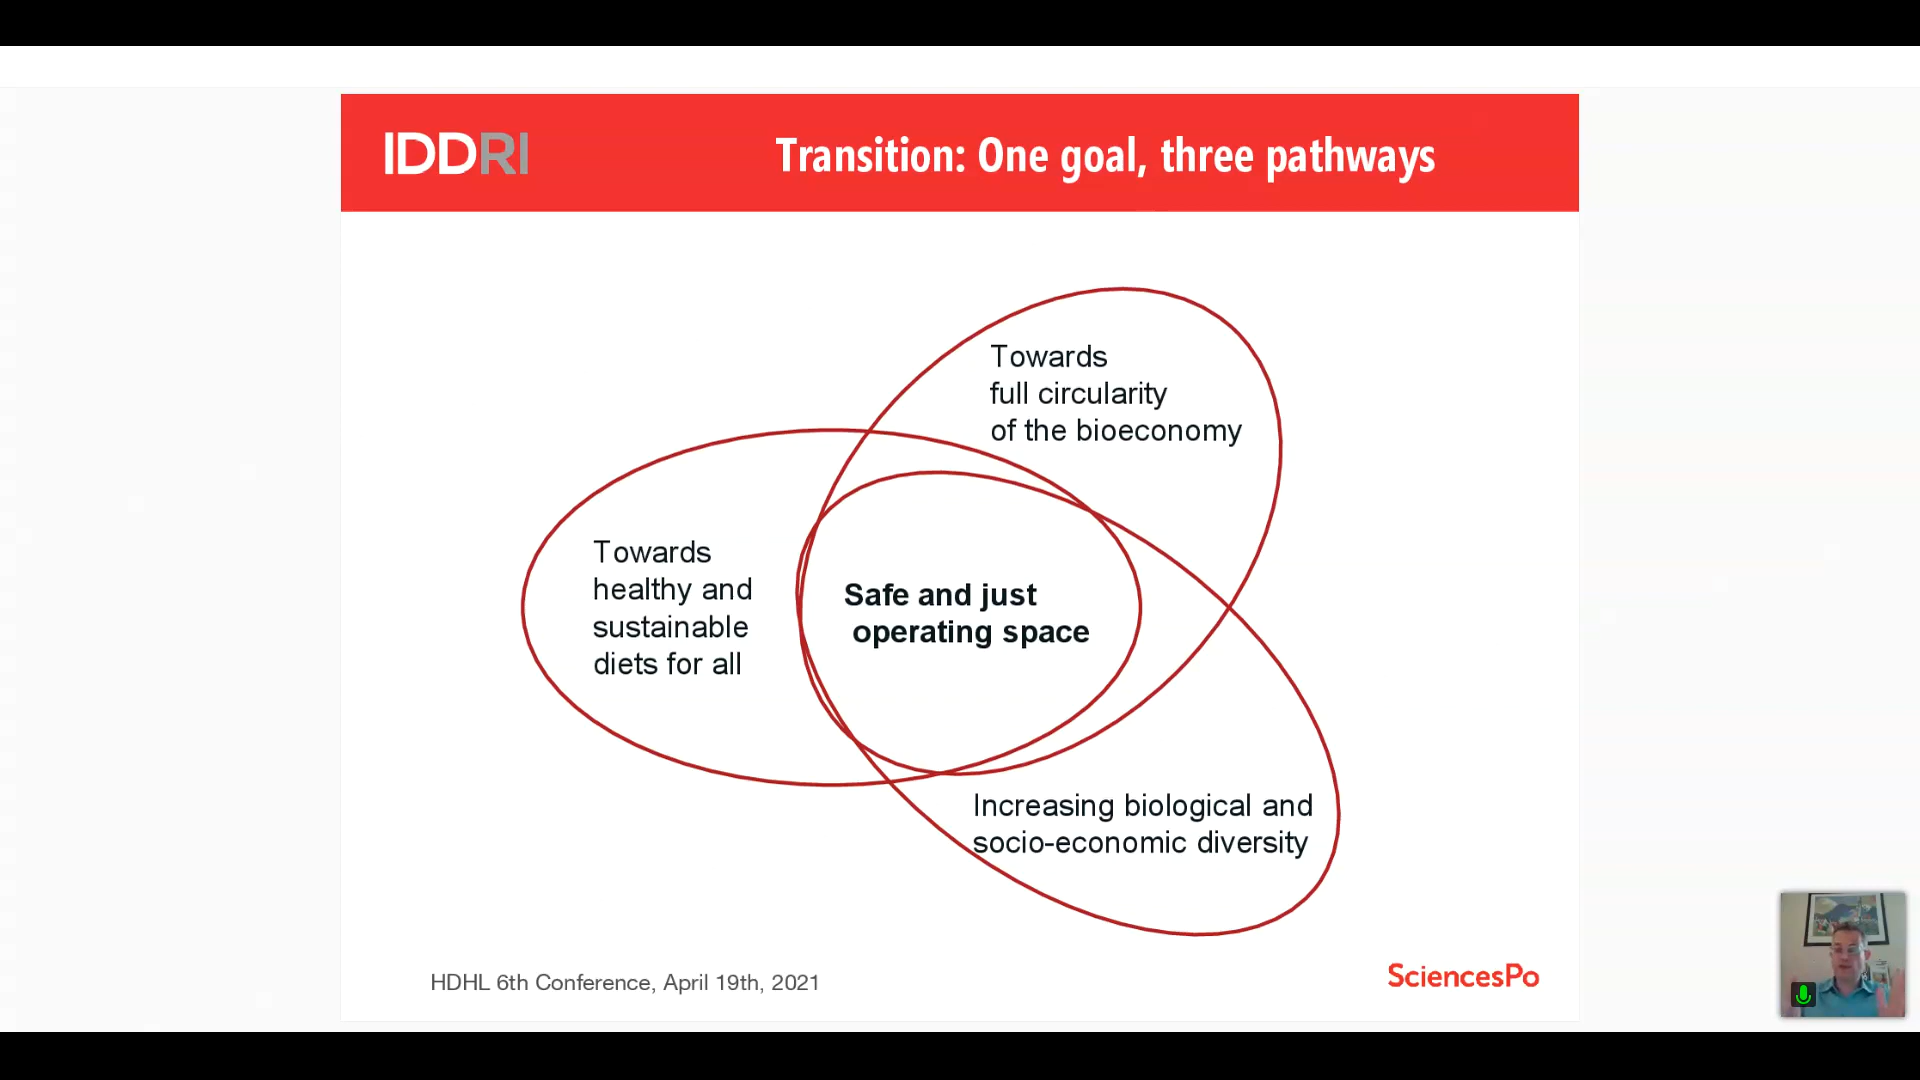 IDDRI
Transition: One goal, three pathways
Towards
full circularity
of the bioeconomy
Towards
healthy and
sustainable
diets for all
Safe and just
operating space
Increasing biological and
socio-economic diversity
HDHL 6th Conference, April 19th, 2021
SciencesPo